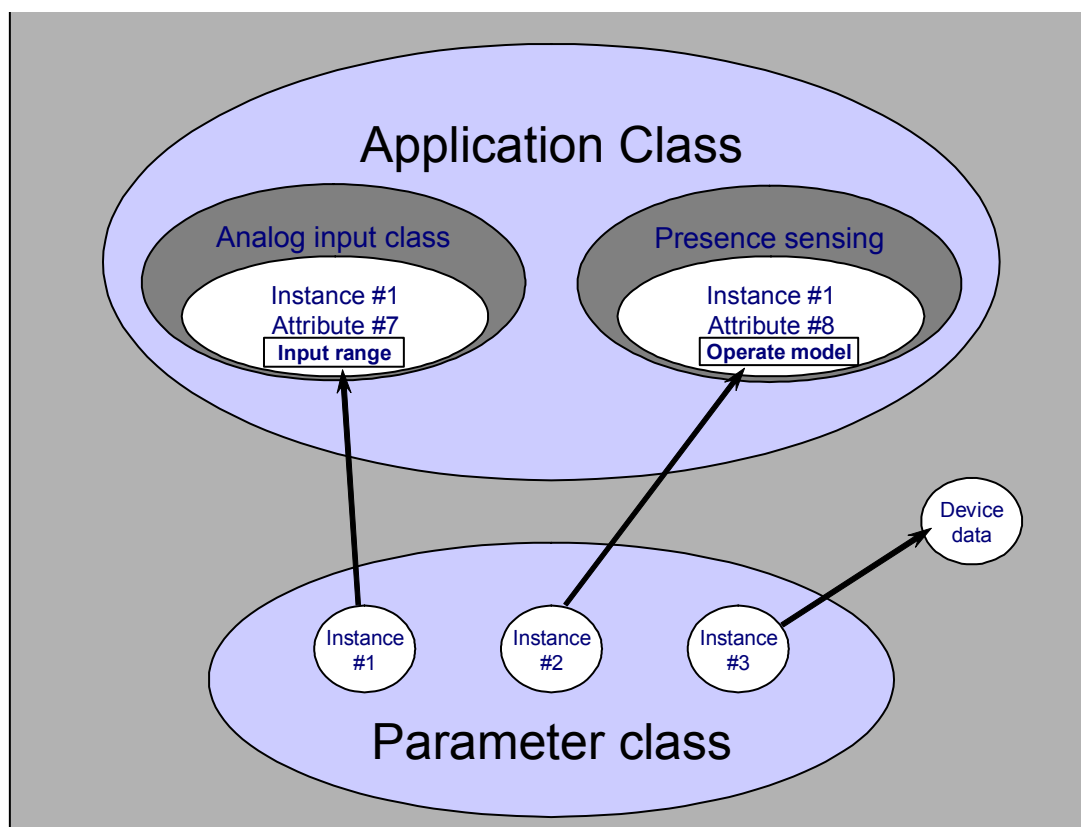 Application Class
Analog input class
Instance #1
Attribute #7
Input range
Presence sensing
Instance #1
Attribute #8
Operate model
Device
data
Instance
#1
Instance
#2
Instance
#3
Parameter class